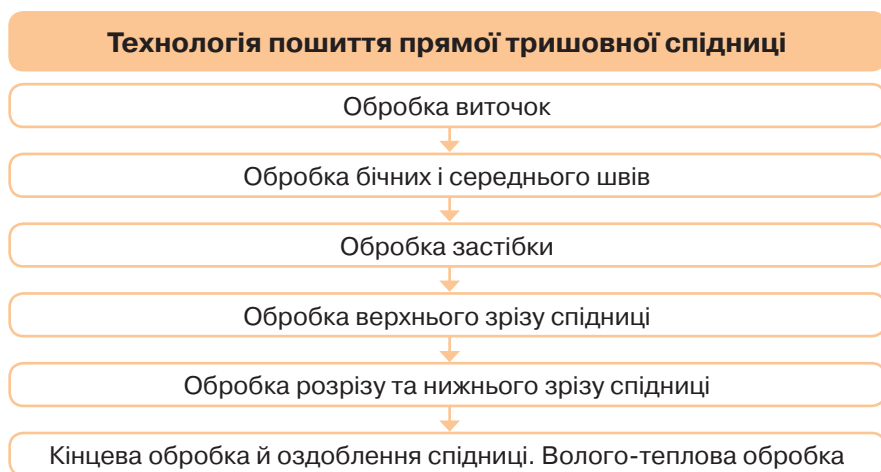 Технологія пошиття прямої тришовної спідниці
Обробка виточок
Обробка бічних і середнього швів
Обробка застібки
Обробка верхнього зрізу спідниці
Обробка розрізу та нижнього зрізу спідниці
Кінцева обробка й оздоблення спідниці. Волого-теплова обробка